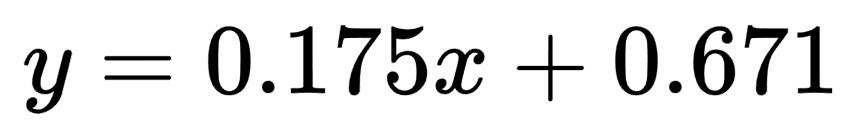 y = 0.175x + 0.671